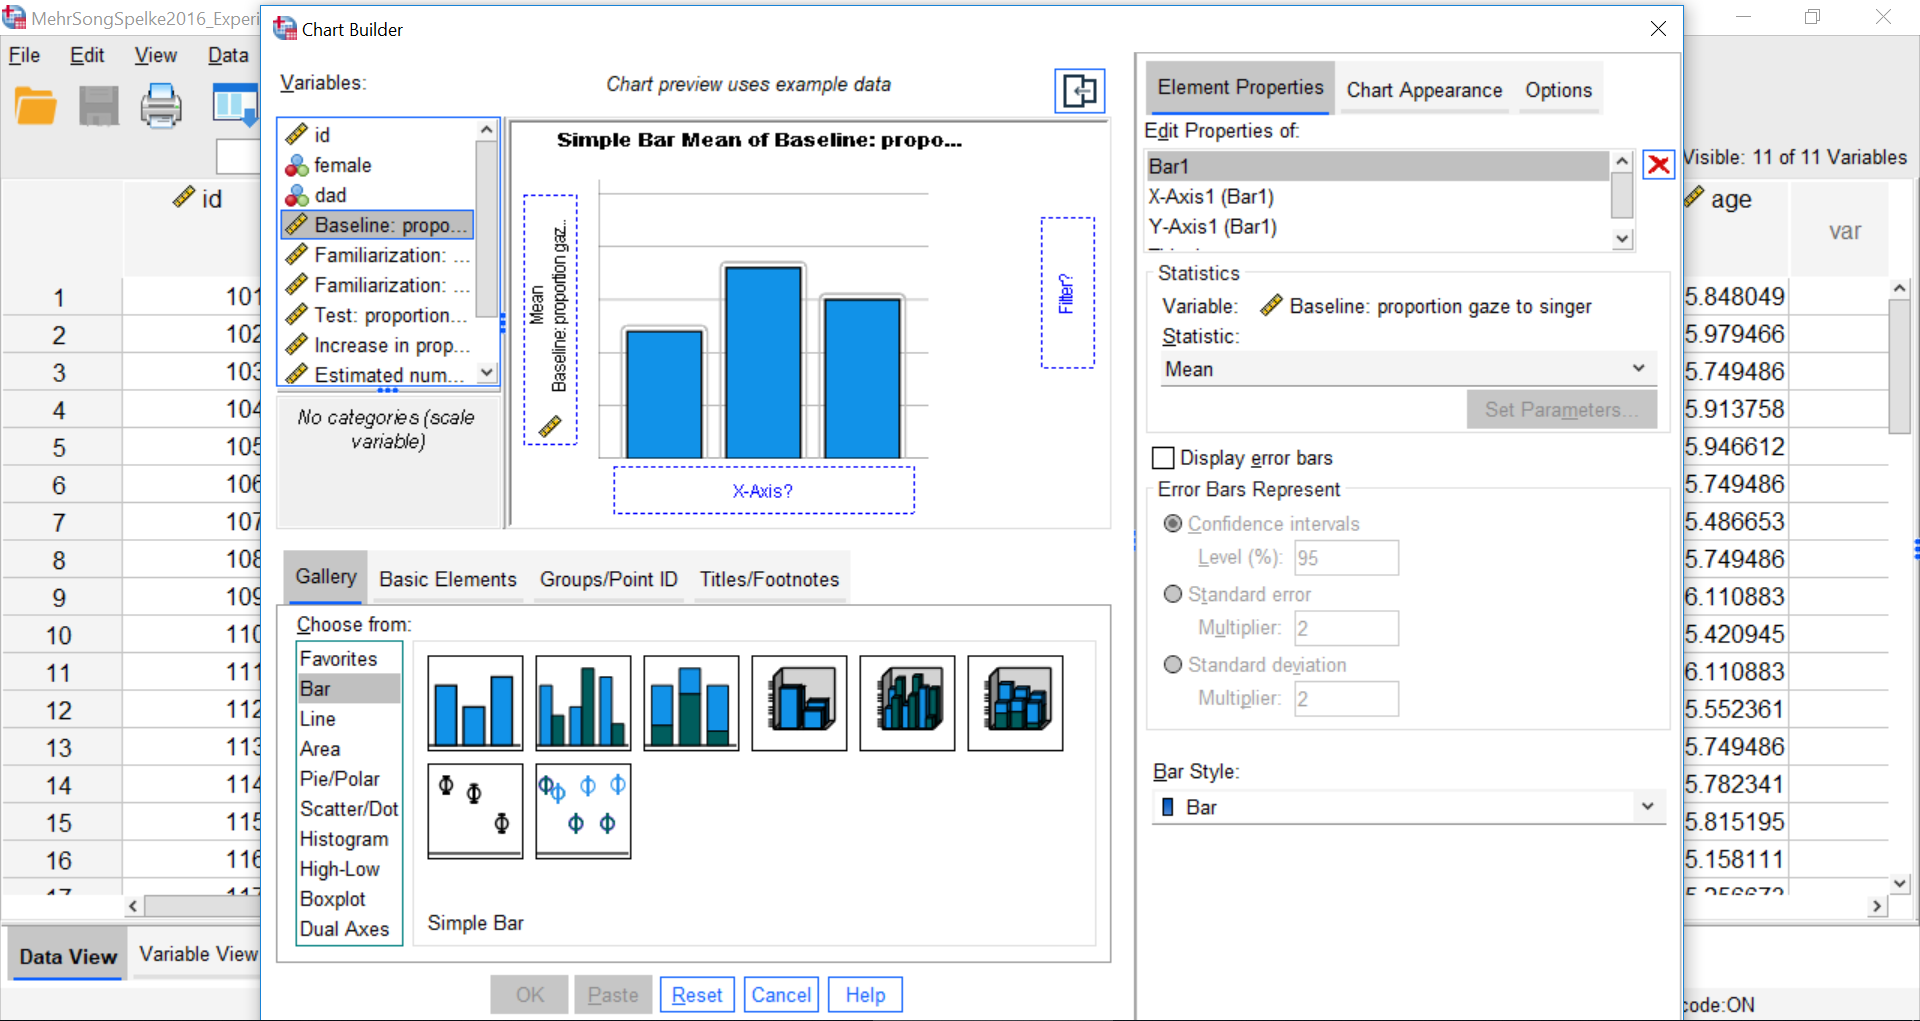 MehrSongSpelke2016_Experi
Chart Builder
File Edit View Data
Visible: 11 of 11 Variables
id
age
var
1 101 5.848049
2 102 5.979466
3 103 5.749486
4 104 5.913758
5 105 5.946612
6 106 5.749486
7 107 5.486653
8 108 5.749486
9 109 6.110883
10 110 5.420945
11 111 6.110883
12 112 5.552361
13 113 5.749486
14 114 5.782341
15 115 5.815195
16 116 5.158111
17 117 5.256673
Data View Variable View
code:ON
Variables:
Chart preview uses example data
id
female
dad
Baseline: propo...
Familiarization: ...
Familiarization: ...
Test: proportion...
Increase in prop...
Estimated num...
No categories (scale
variable)
Simple Bar Mean of Baseline: propo...
Mean
Baseline: proportion gaz...
Filter?
X-Axis?
Gallery Basic Elements Groups/Point ID Titles/Footnotes
Choose from:
Favorites
Bar
Line
Area
Pie/Polar
Scatter/Dot
Histogram
High-Low
Boxplot
Dual Axes
Simple Bar
OK Paste Reset Cancel Help
Element Properties Chart Appearance Options
Edit Properties of:
Bar1
X-Axis1 (Bar1)
Y-Axis1 (Bar1)
Statistics
Variable: Baseline: proportion gaze to singer
Statistic:
Mean
Set Parameters...
Display error bars
Error Bars Represent
Confidence intervals
Level (%): 95
Standard error
Multiplier: 2
Standard deviation
Multiplier: 2
Bar Style:
Bar